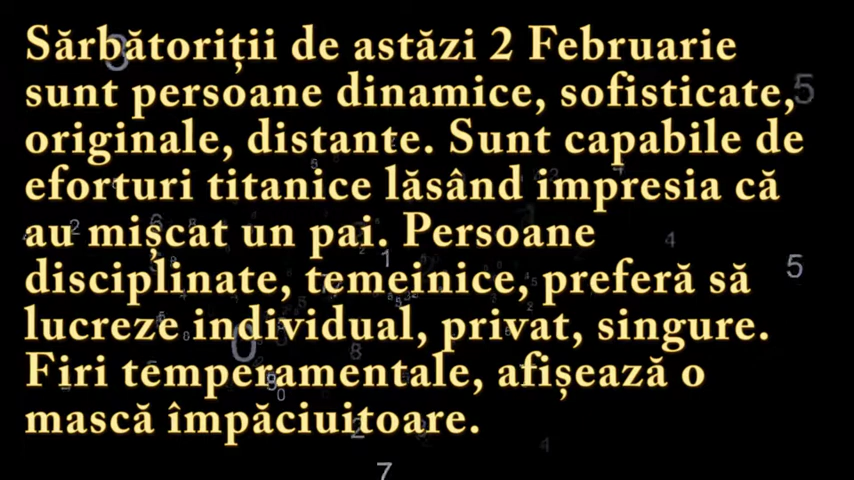 Sărbătoriții de astăzi 2 Februarie
sunt persoane dinamice, sofisticate,
originale, distante. Sunt capabile de
eforturi titanice lăsând impresia că
au mișcat un pai. Persoane
disciplinate, temeinice, preferă să
lucreze individual, privat, singure.
Firi temperamentale, afișează o
mască împăciuitoare.